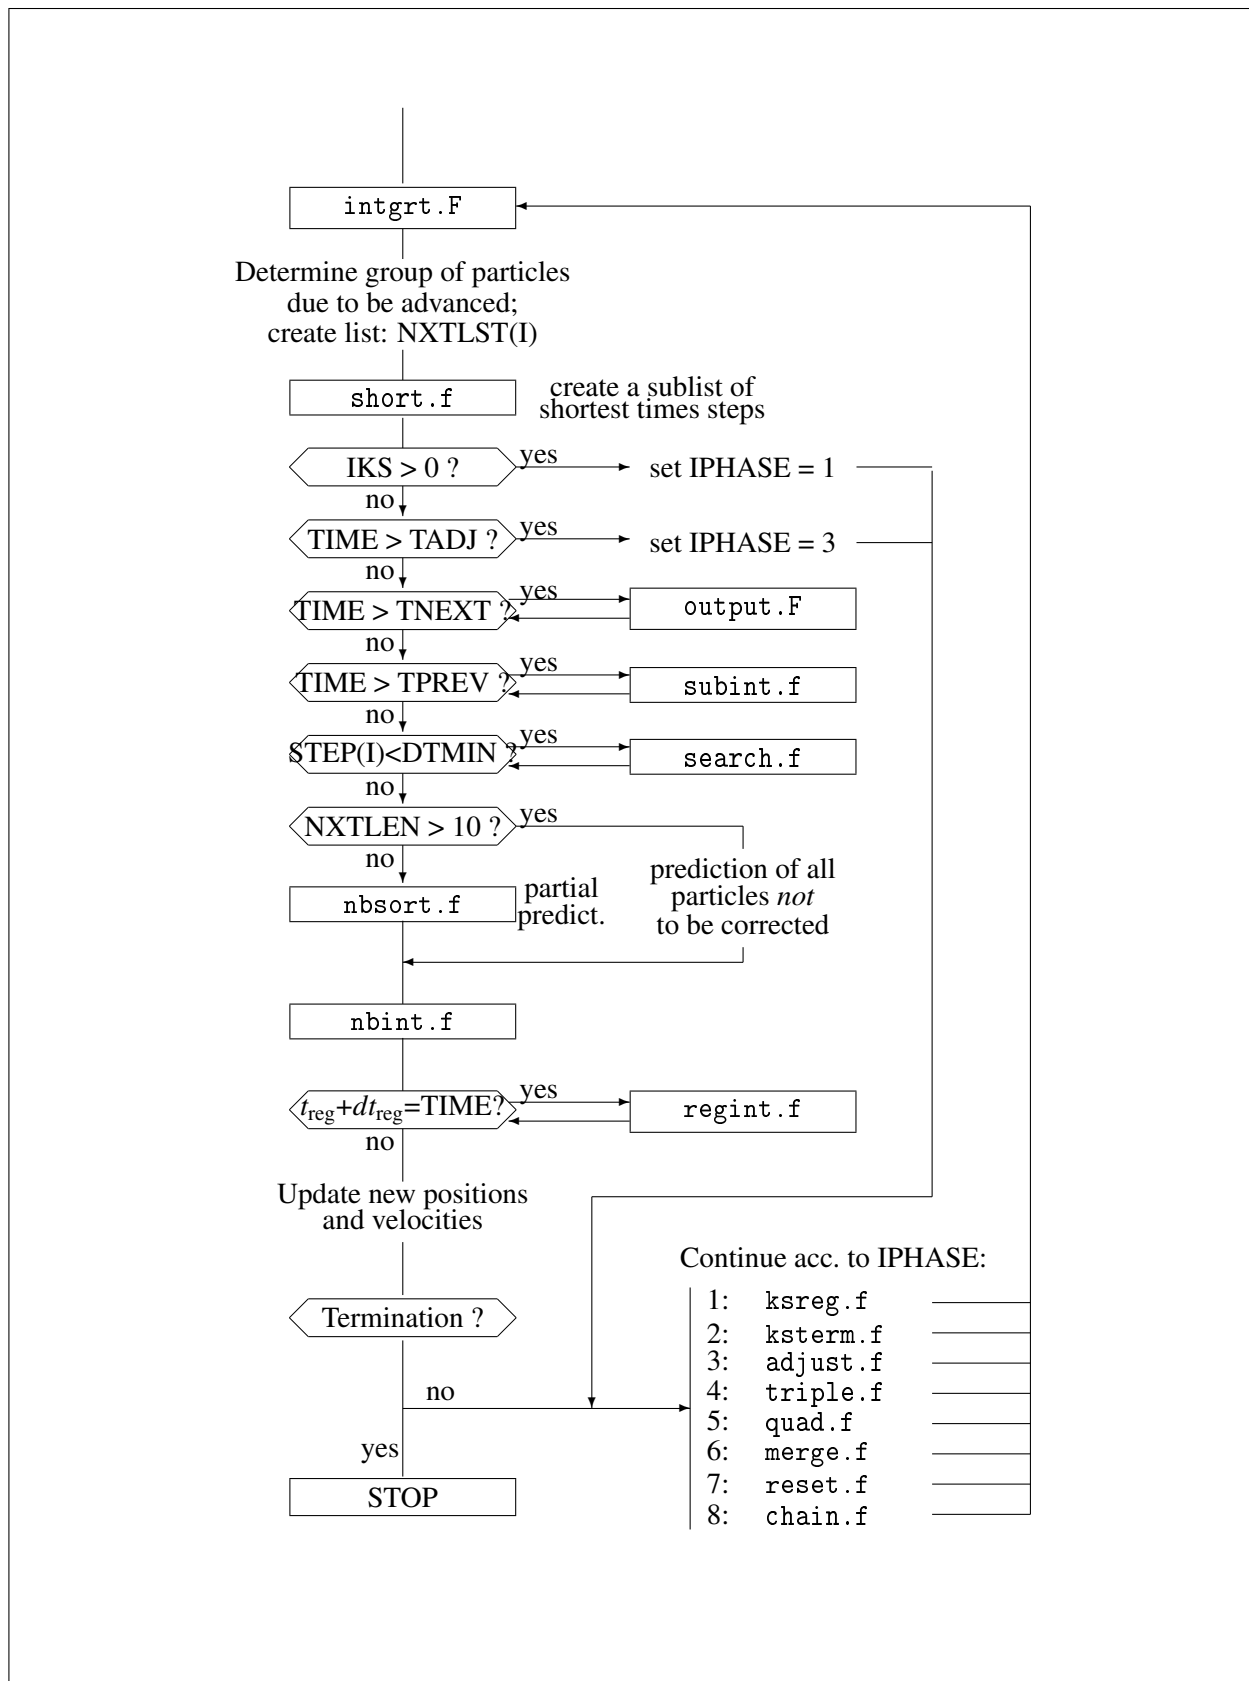 intgrt.F
Determine group of particles
due to be advanced;
create list: NXTLST(I)
short.f
create a sublist of
shortest times steps
IKS > 0 ?
yes
set IPHASE = 1
no
TIME > TADJ ?
yes
set IPHASE = 3
no
TIME > TNEXT ?
yes
output.F
no
TIME > TPREV ?
yes
subint.f
no
STEP(I)<DTMIN ?
yes
search.f
no
NXTLEN > 10 ?
yes
no
prediction of all
particles not
to be corrected
nbsort.f
partial
predict.
nbint.f
t_reg+dt_reg=TIME?
yes
regint.f
no
Update new positions
and velocities
Termination ?
no
yes
STOP
Continue acc. to IPHASE:
1: ksreg.f
2: ksterm.f
3: adjust.f
4: triple.f
5: quad.f
6: merge.f
7: reset.f
8: chain.f